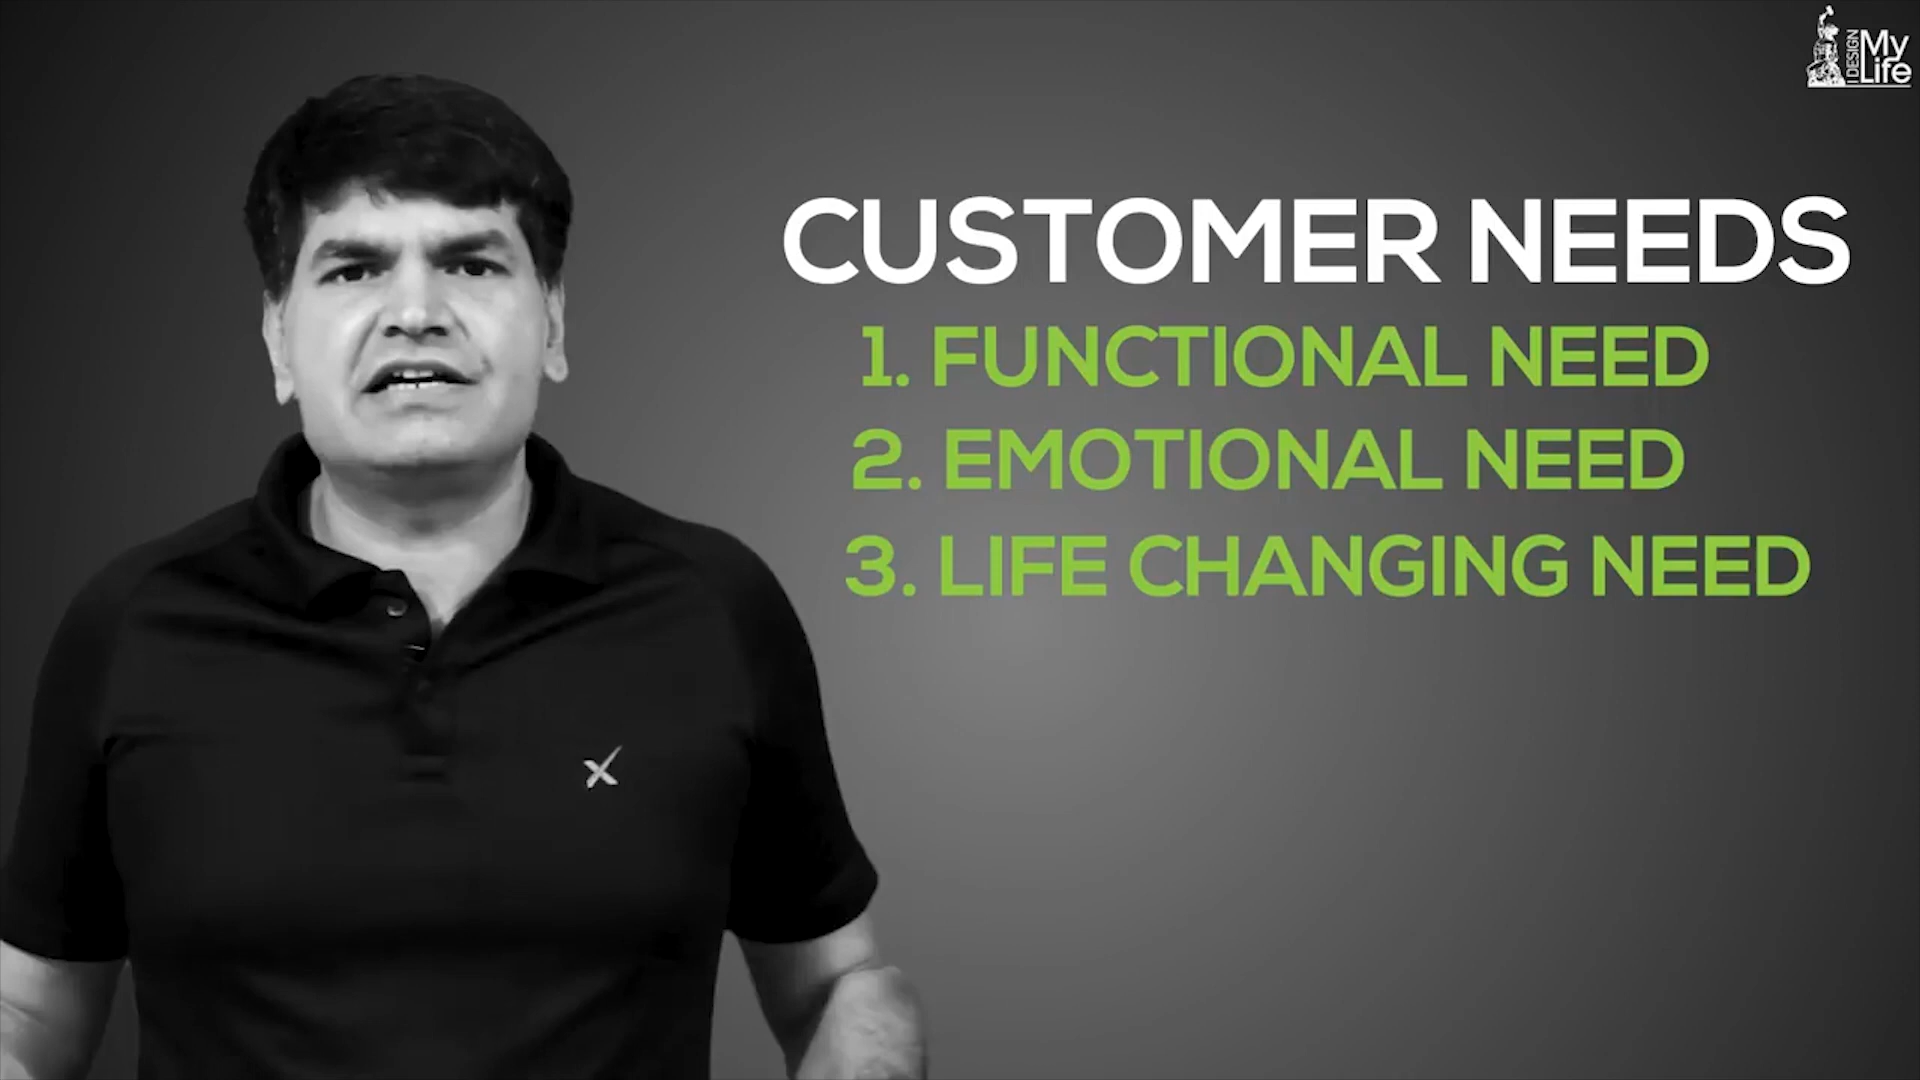 I DESIGN
My
Life
CUSTOMER NEEDS
1. FUNCTIONAL NEED
2. EMOTIONAL NEED
3. LIFE CHANGING NEED